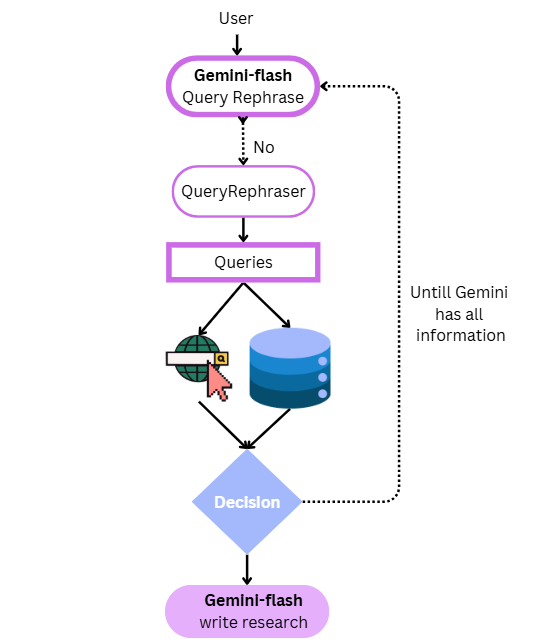 User
Gemini-flash
Query Rephrase
No
QueryRephraser
Queries
Untill Gemini
has all
information
Decision
Gemini-flash
write research